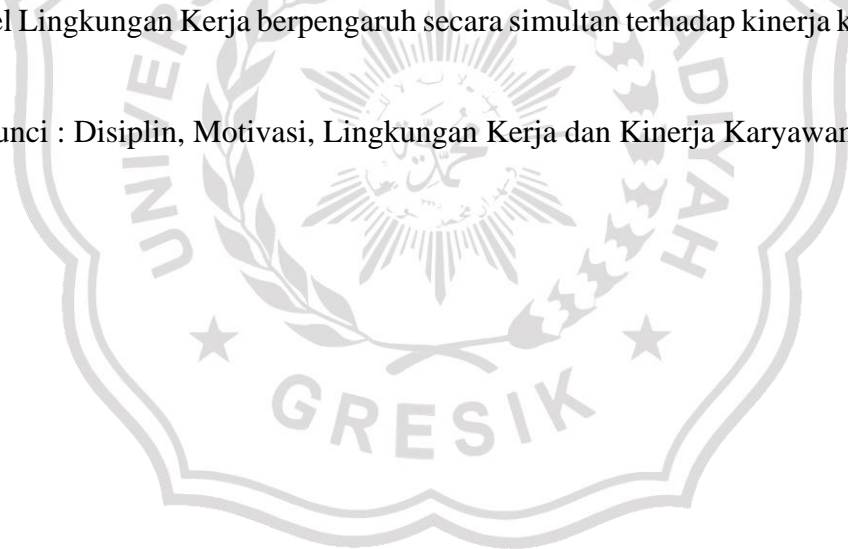 el Lingkungan Kerja berpengaruh secara simultan terhadap kinerja k
unci : Disiplin, Motivasi, Lingkungan Kerja dan Kinerja Karyawan
GRESIK